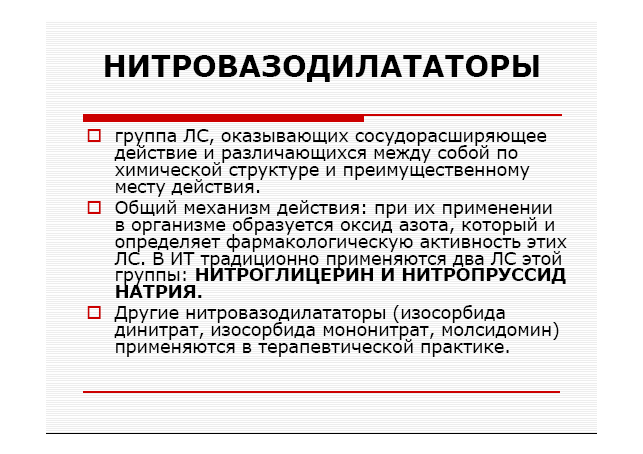 НИТРОВАЗОДИЛАТАТОРЫ
группа ЛС, оказывающих сосудорасширяющее
действие и различающихся между собой по
химической структуре и преимущественному
месту действия.
Общий механизм действия: при их применении
в организме образуется оксид азота, который и
определяет фармакологическую активность этих
ЛС. В ИТ традиционно применяются два ЛС этой
группы: НИТРОГЛИЦЕРИН И НИТРОПРУССИД
НАТРИЯ.
Другие нитровазодилататоры (изосорбида
динитрат, изосорбида мононитрат, молсидомин)
применяются в терапевтической практике.